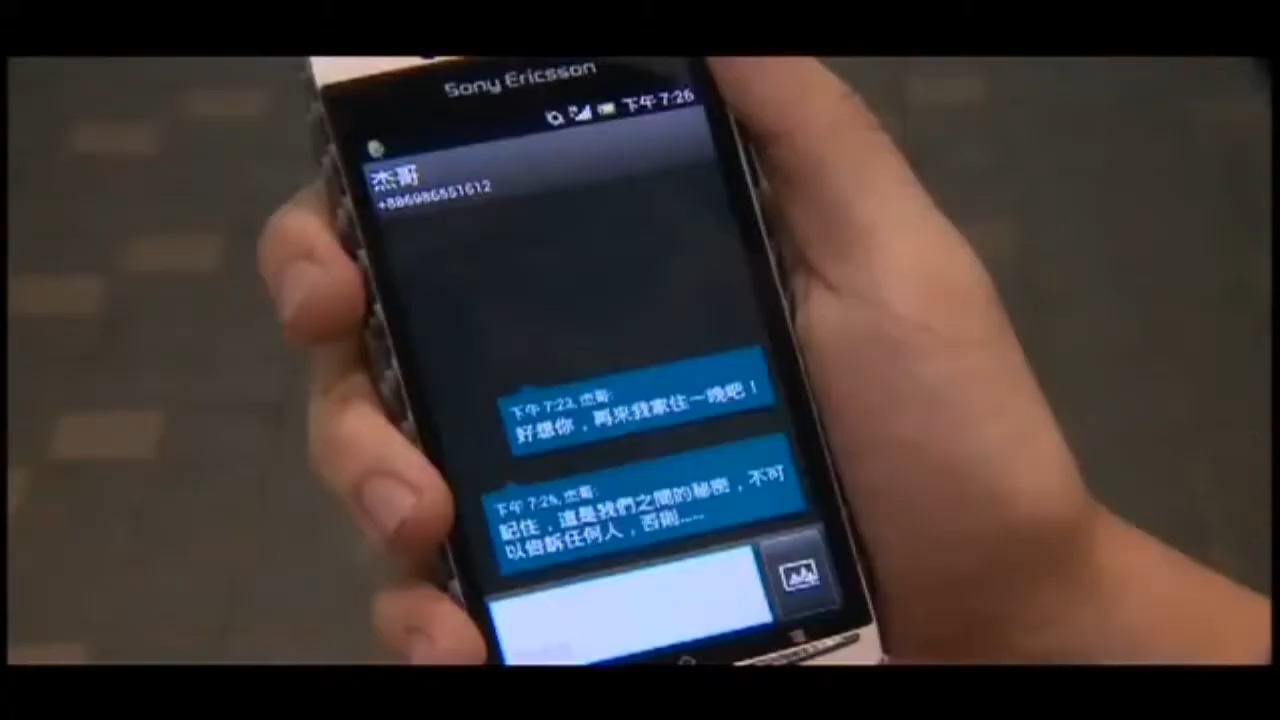 Sony Ericsson
下午 7:26
杰哥
+886986551612
下午 7:23, 杰哥:
好想你，再來我家住一晚吧！
下午 7:25, 杰哥:
記住，這是我們之間的秘密，不可
以告訴任何人，否則......